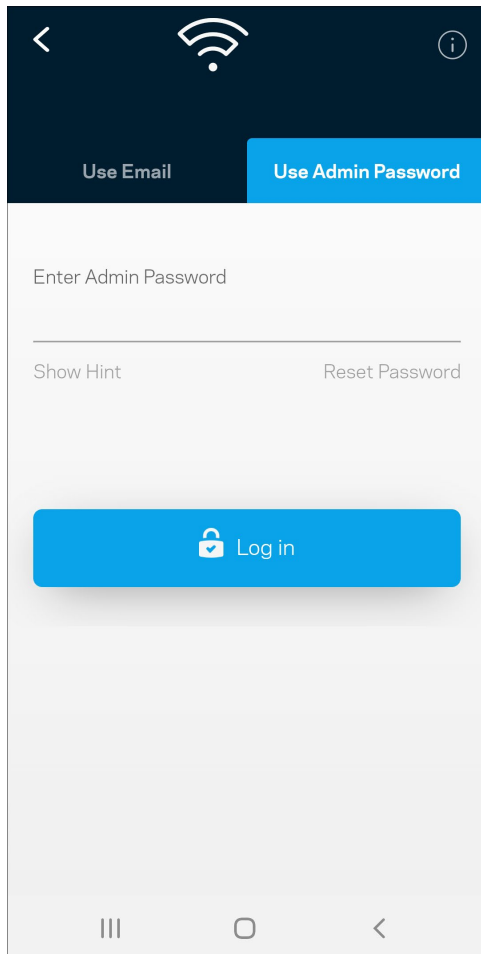 Use Email
Use Admin Password
Enter Admin Password
Show Hint
Reset Password
Log in